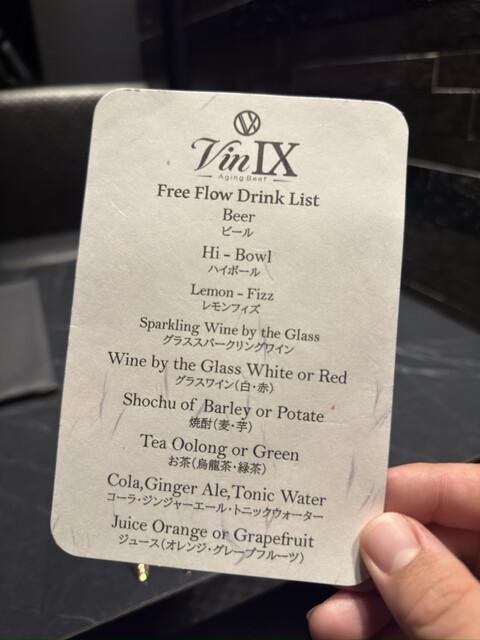 Vin IX
Aging Beef
Free Flow Drink List
Beer
ビール
Hi - Bowl
ハイボール
Lemon - Fizz
レモンフィズ
Sparkling Wine by the Glass
グラススパークリングワイン
Wine by the Glass White or Red
グラスワイン(白・赤)
Shochu of Barley or Potate
焼酎(麦・芋)
Tea Oolong or Green
お茶(烏龍茶・緑茶)
Cola,Ginger Ale,Tonic Water
コーラ・ジンジャーエール・トニックウォーター
Juice Orange or Grapefruit
ジュース(オレンジ・グレープフルーツ)